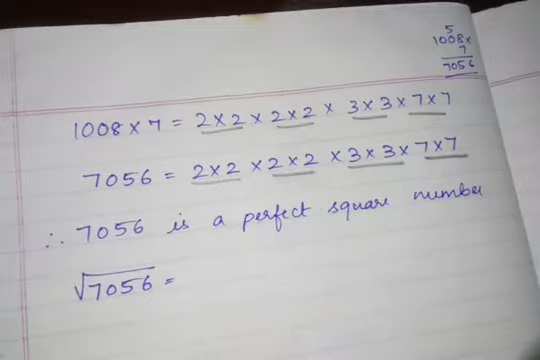 5
1008×
7
7056
1008 × 7 = 2 × 2 × 2 × 2 × 3 × 3 × 7 × 7
7056 = 2 × 2 × 2 × 2 × 3 × 3 × 7 × 7
∴ 7056 is a perfect square number
√7056 =